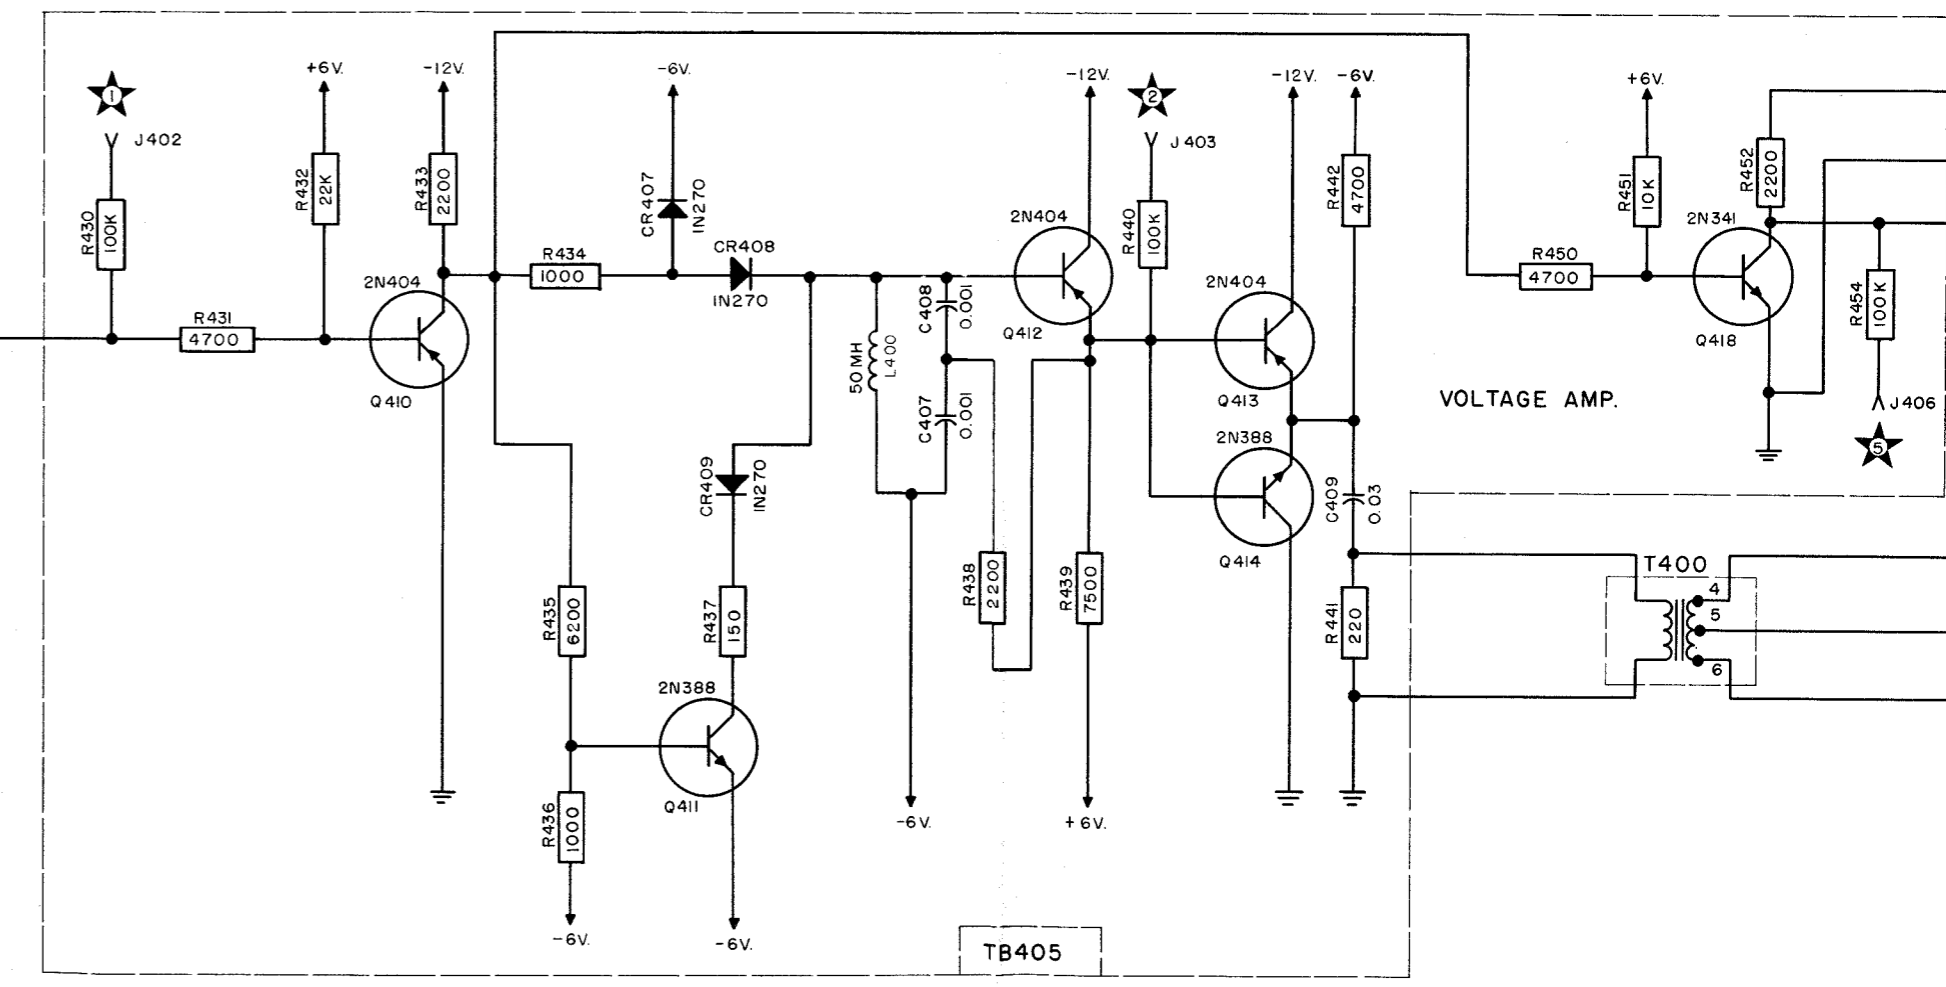 +6V.
-12V.
-6V.
-12V.
-12V.
-6V.
+6V.
1
J402
2
J403
R430
100K
R432
22K
R433
2200
CR407
1N270
R440
100K
R442
4700
R451
10K
R452
2200
2N404
2N341
R434
1000
CR408
1N270
R450
4700
2N404
2N404
R431
4700
C408
0.001
Q412
Q418
R454
100K
50 MH
L400
Q410
C407
0.001
Q413
VOLTAGE AMP.
J406
5
2N388
CR409
1N270
C409
0.03
Q414
T400
4
5
6
R435
6200
R437
150
R438
2200
R439
7500
R441
220
2N388
Q411
R436
1000
-6V.
+6V.
-6V.
-6V.
TB405